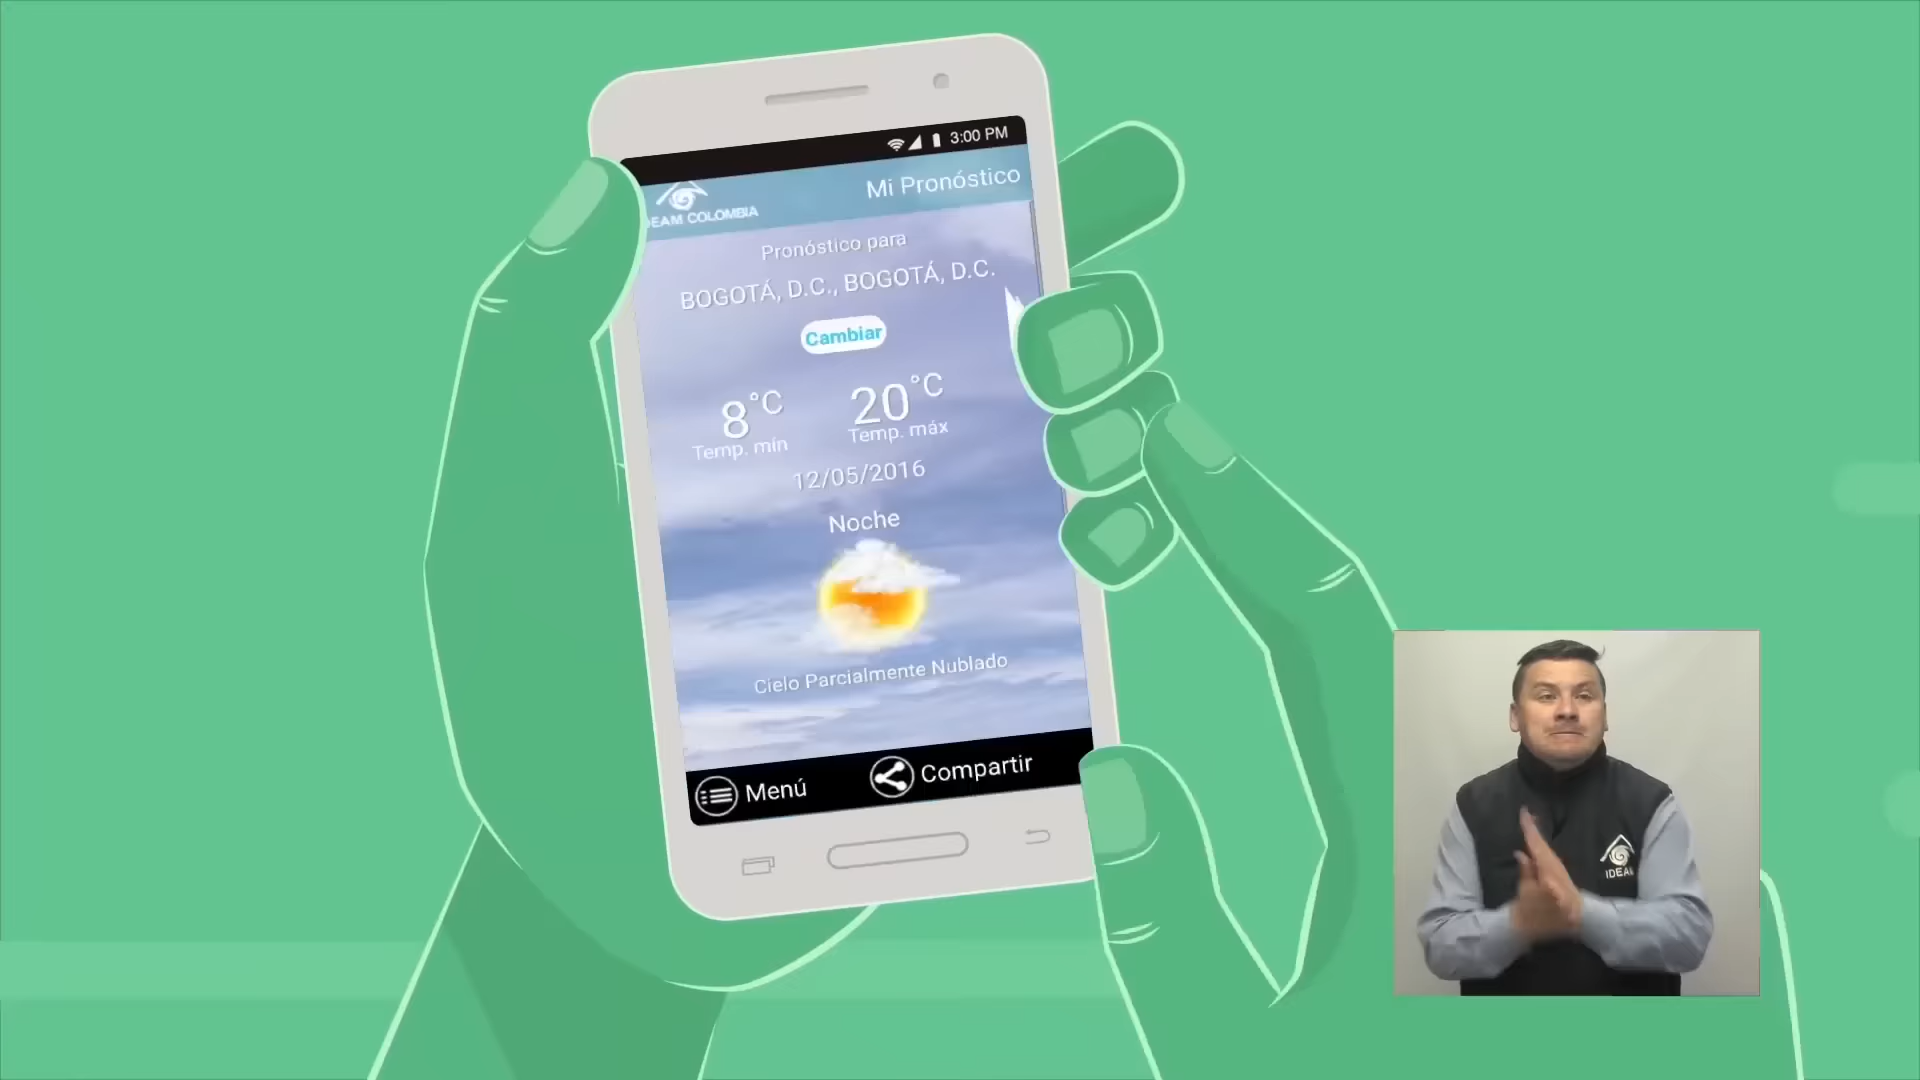 3:00 PM
IDEAM COLOMBIA
Mi Pronóstico
Pronóstico para
BOGOTÁ, D.C., BOGOTÁ, D.C.
Cambiar
8°C
20°C
Temp. mín
Temp. máx
12/05/2016
Noche
Cielo Parcialmente Nublado
Menú
Compartir
IDEAM